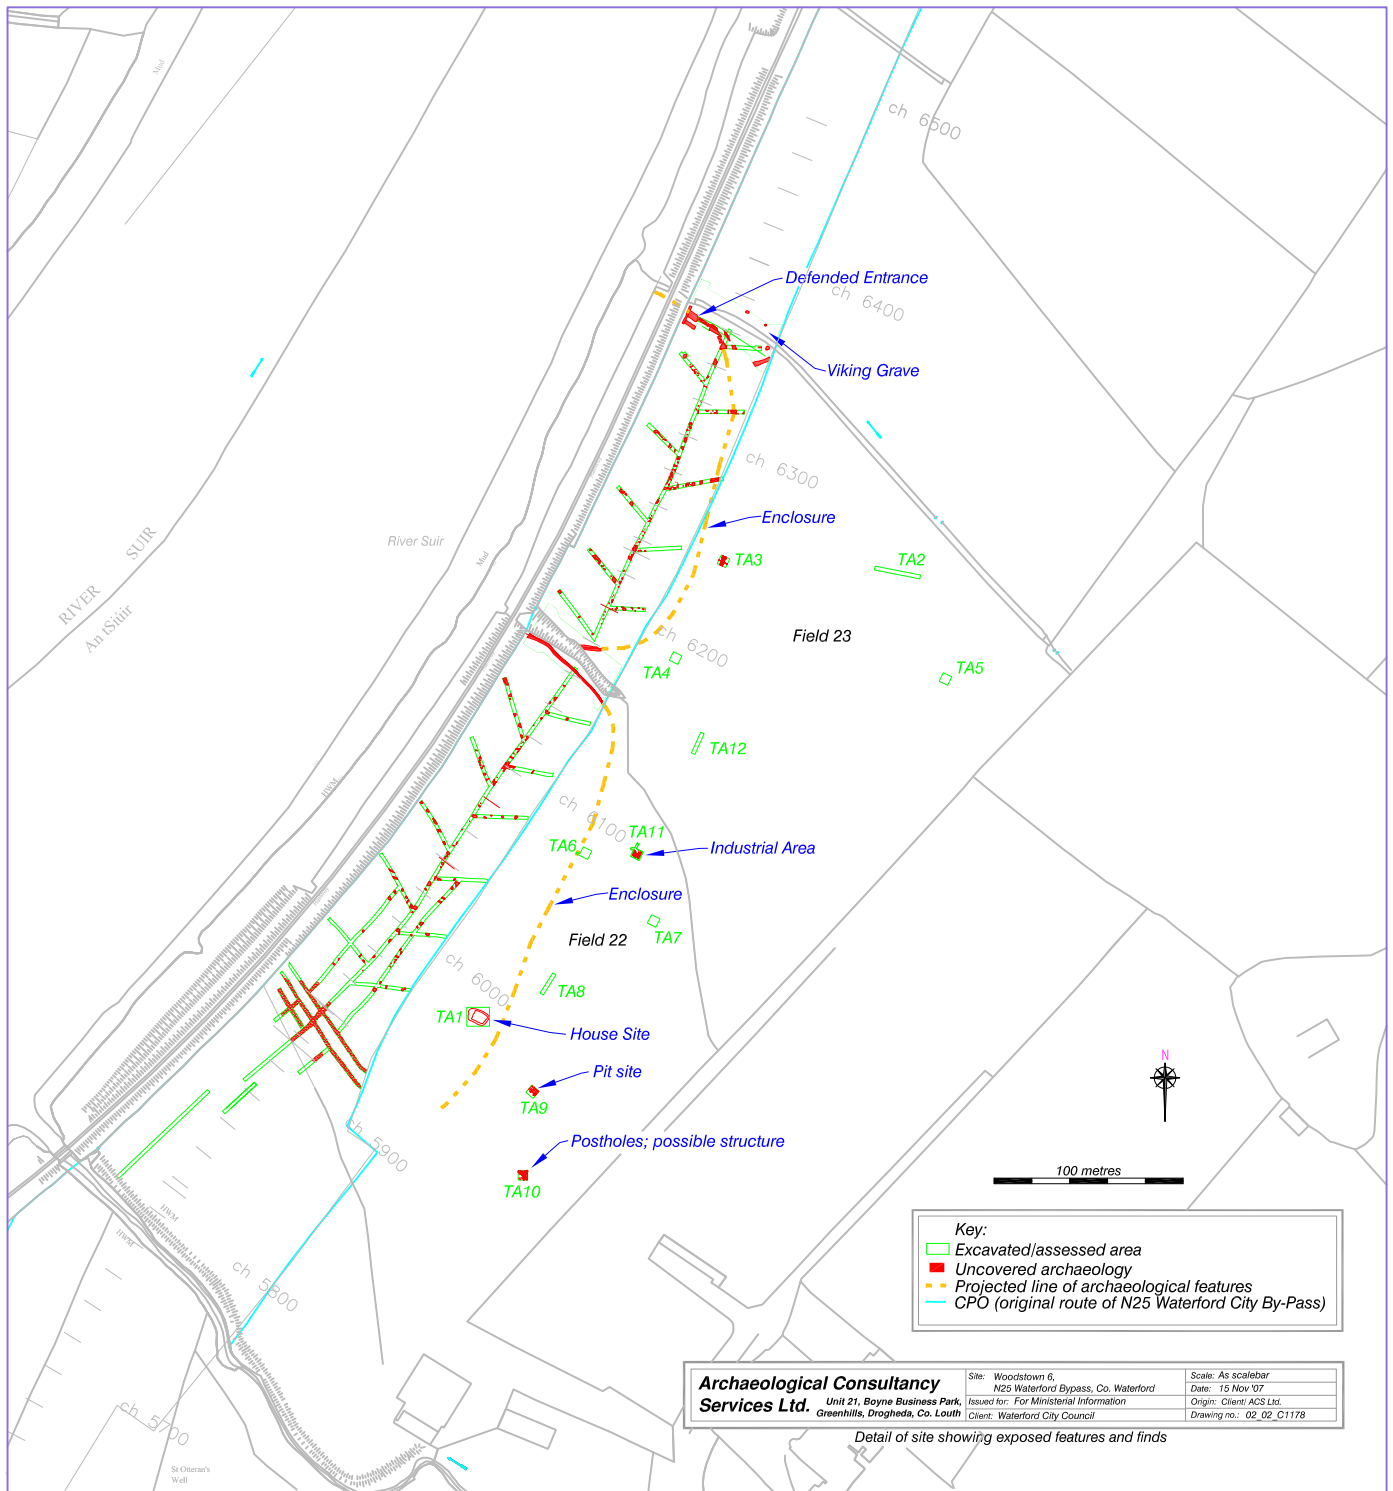 Mud
ch 6500
Defended Entrance
ch 6400
Viking Grave
ch 6300
Enclosure
River Suir
RIVER SUIR
An tSiúir
Mud
TA3
TA2
Field 23
ch 6200
TA4
TA5
TA12
HWM
ch 6100
TA6
TA11
Industrial Area
Enclosure
Field 22
TA7
ch 6000
TA8
TA1
House Site
Pit site
TA9
N
ch 5900
Postholes; possible structure
TA10
100 metres
HWM
HWM
ch 5800
Key:
Excavated/assessed area
Uncovered archaeology
Projected line of archaeological features
CPO (original route of N25 Waterford City By-Pass)
ch 5700
St Otteran's
Well
Archaeological Consultancy
Services Ltd.
Unit 21, Boyne Business Park,
Greenhills, Drogheda, Co. Louth
Site: Woodstown 6,
N25 Waterford Bypass, Co. Waterford
Issued for: For Ministerial Information
Client: Waterford City Council
Scale: As scalebar
Date: 15 Nov '07
Origin: Client/ ACS Ltd.
Drawing no.: 02_02_C1178
Detail of site showing exposed features and finds